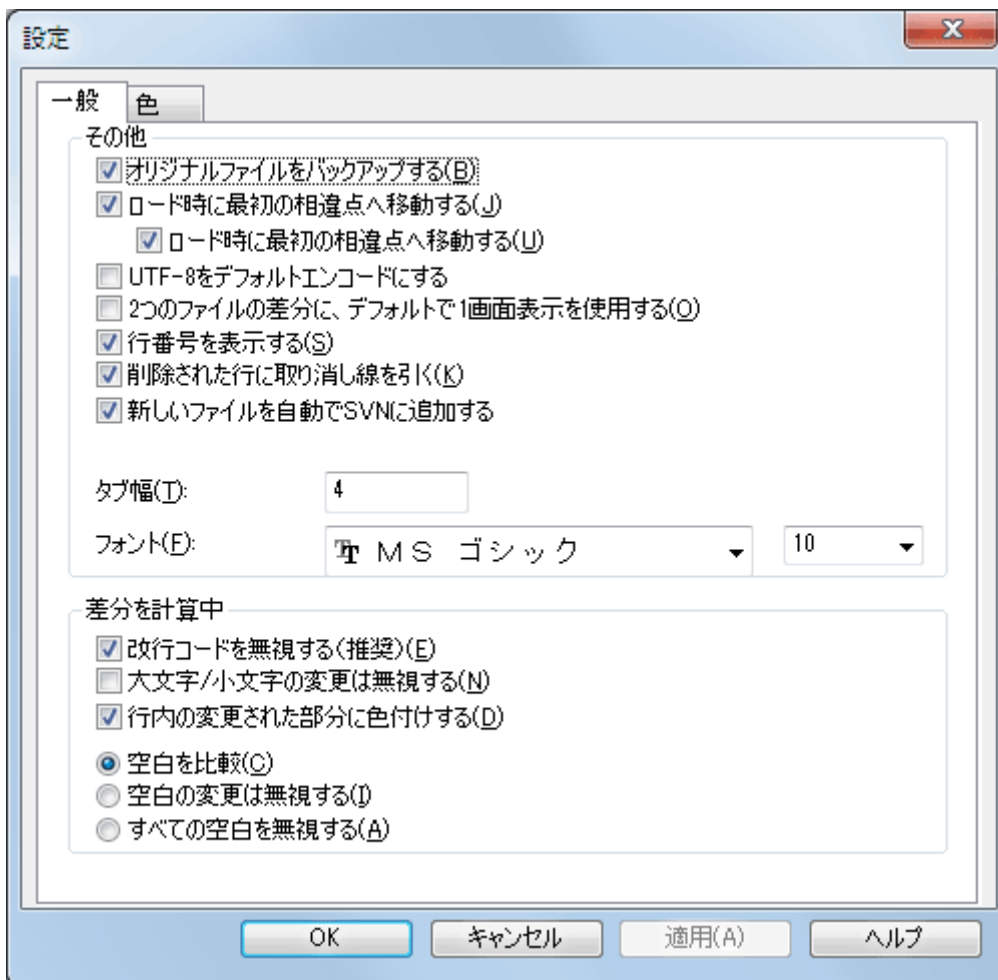 設定
一般 色
その他
オリジナルファイルをバックアップする(B)
ロード時に最初の相違点へ移動する(J)
ロード時に最初の相違点へ移動する(U)
UTF-8をデフォルトエンコードにする
2つのファイルの差分に、デフォルトで1画面表示を使用する(O)
行番号を表示する(S)
削除された行に取り消し線を引く(K)
新しいファイルを自動でSVNに追加する
タブ幅(T): 4
フォント(F): MS ゴシック 10
差分を計算中
改行コードを無視する(推奨)(E)
大文字/小文字の変更は無視する(N)
行内の変更された部分に色付けする(D)
空白を比較(C)
空白の変更は無視する(I)
すべての空白を無視する(A)
OK キャンセル 適用(A) ヘルプ